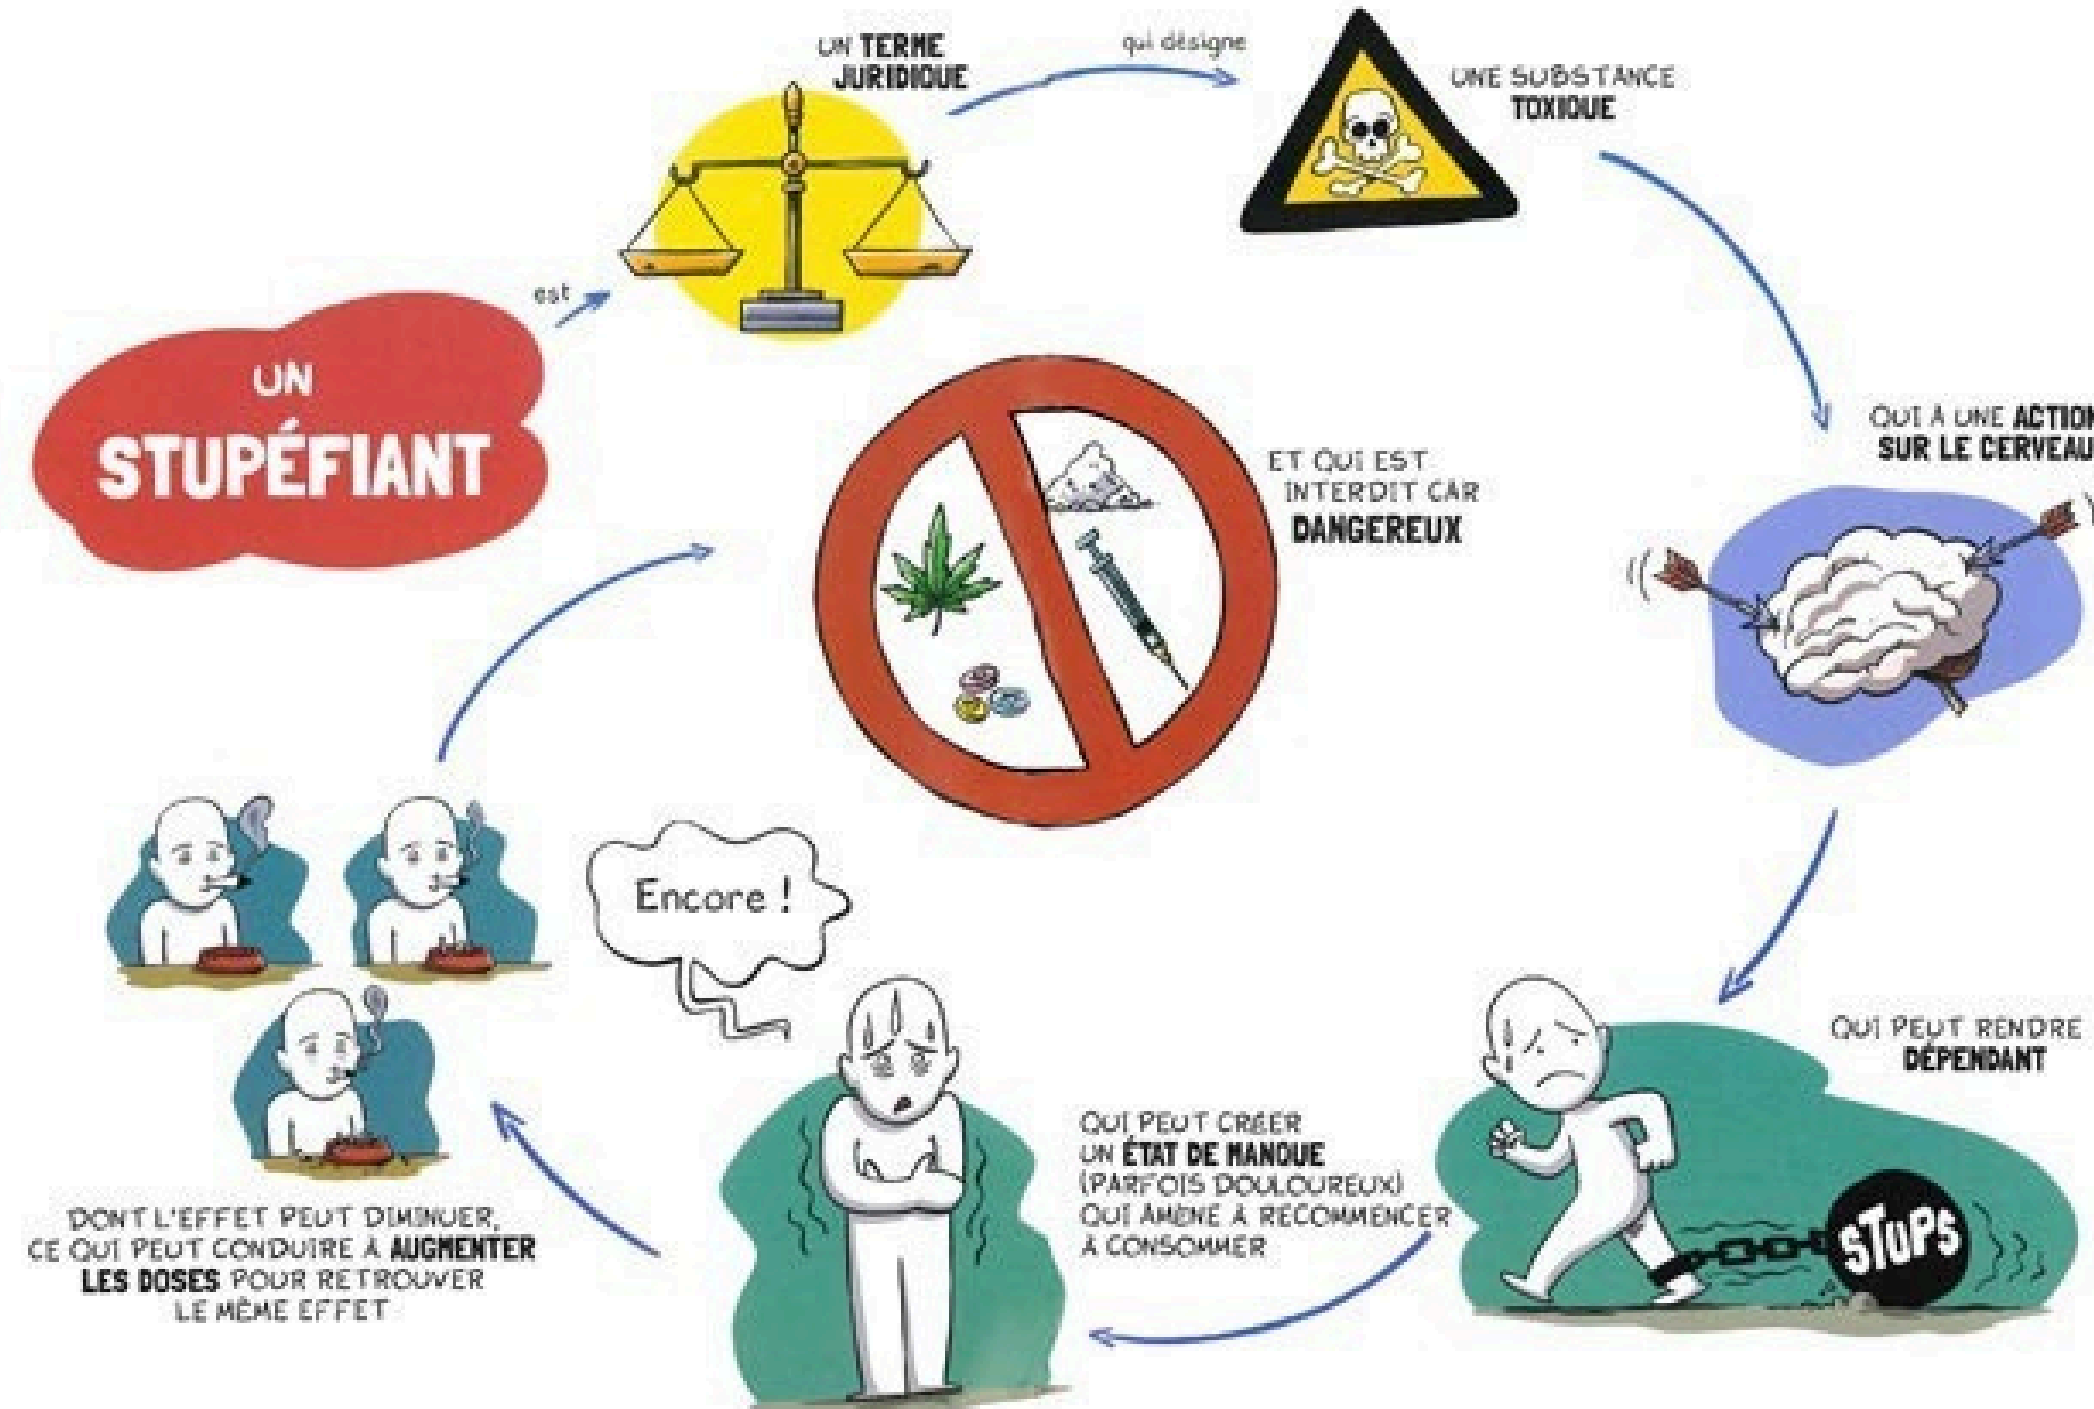 UN
STUPÉFIANT
est
UN TERME
JURIDIQUE
qui désigne
UNE SUBSTANCE
TOXIQUE
QUI A UNE ACTION
SUR LE CERVEAU
QUI PEUT RENDRE
DÉPENDANT
STUPS
QUI PEUT CRÉER
UN ÉTAT DE MANQUE
(PARFOIS DOULOUREUX)
QUI AMÈNE À RECOMMENCER
À CONSOMMER
Encore !
DONT L'EFFET PEUT DIMINUER,
CE QUI PEUT CONDUIRE À AUGMENTER
LES DOSES POUR RETROUVER
LE MÊME EFFET
ET QUI EST
INTERDIT CAR
DANGEREUX